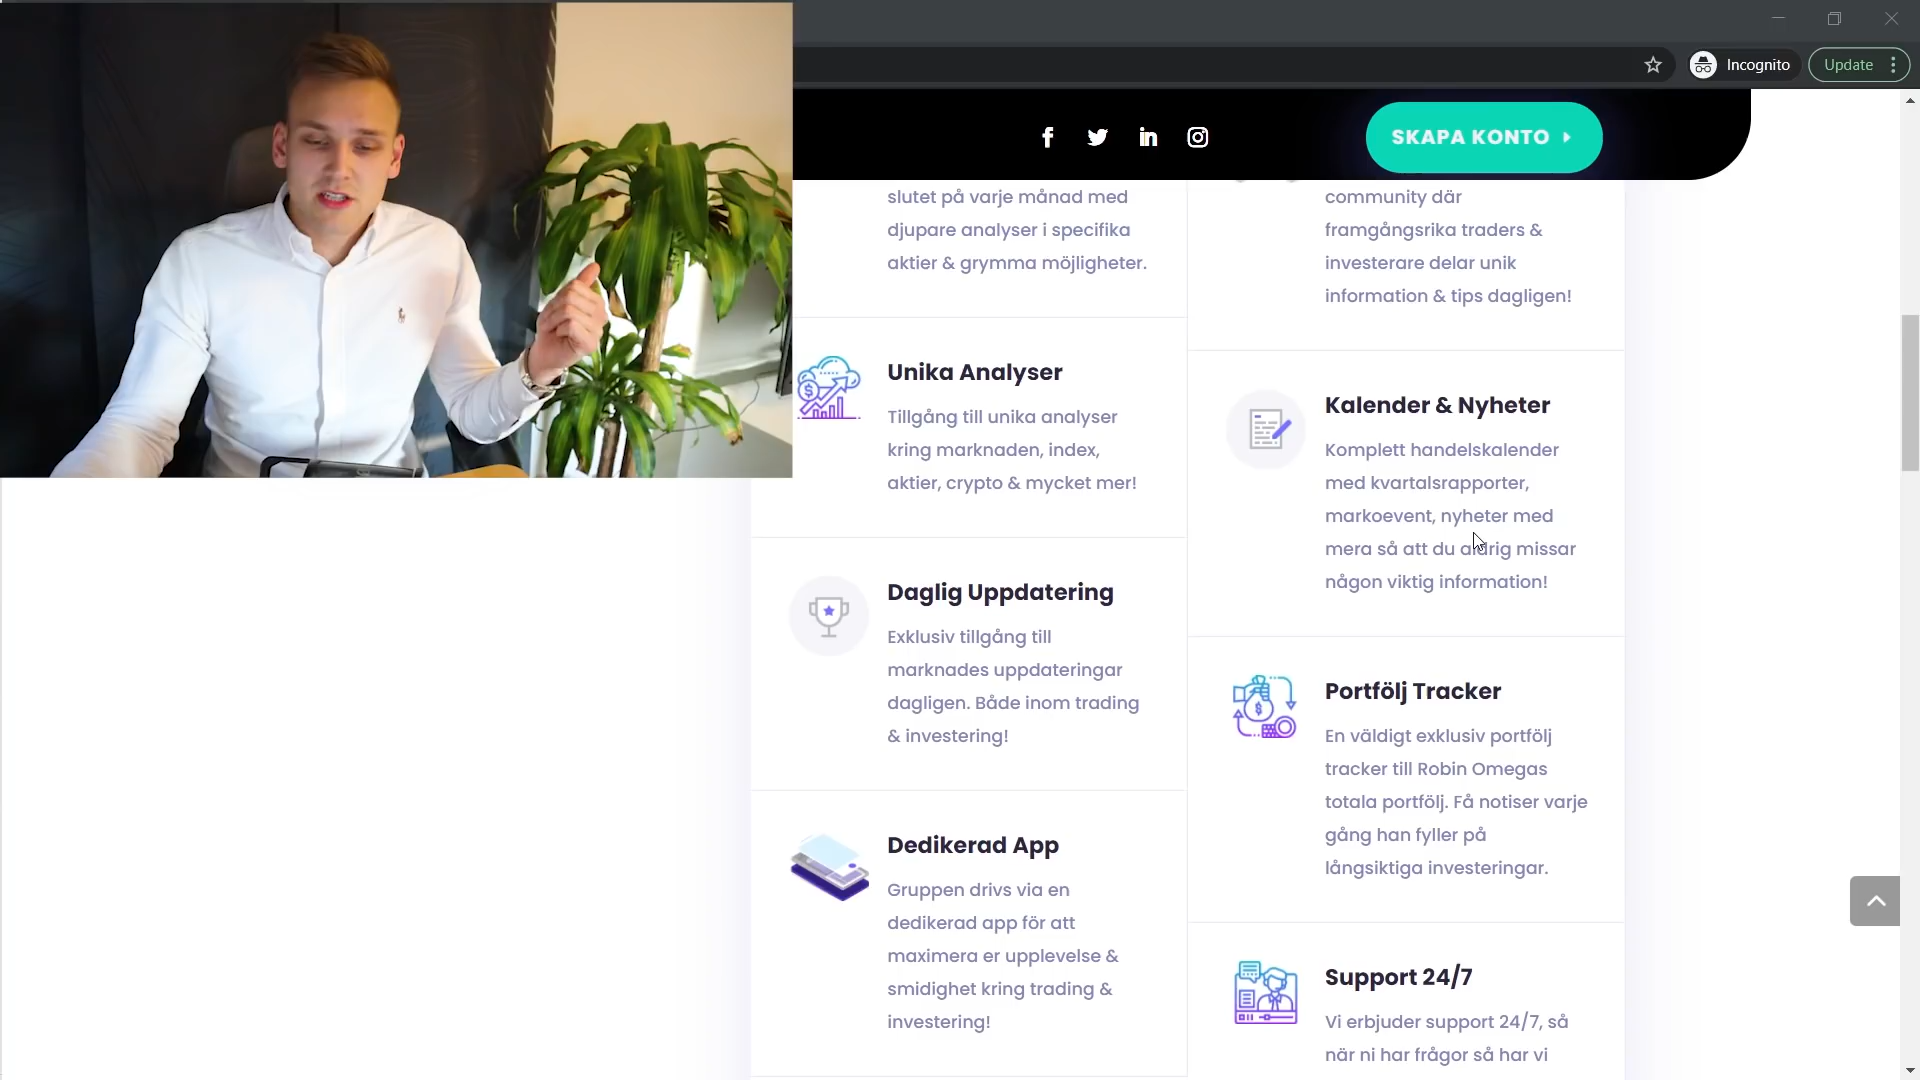 Incognito
Update
SKAPA KONTO
slutet på varje månad med
djupare analyser i specifika
aktier & grymma möjligheter.
Unika Analyser
Tillgång till unika analyser
kring marknaden, index,
aktier, crypto & mycket mer!
Daglig Uppdatering
Exklusiv tillgång till
marknades uppdateringar
dagligen. Både inom trading
& investering!
Dedikerad App
Gruppen drivs via en
dedikerad app för att
maximera er upplevelse &
smidighet kring trading &
investering!
community där
framgångsrika traders &
investerare delar unik
information & tips dagligen!
Kalender & Nyheter
Komplett handelskalender
med kvartalsrapporter,
markoevent, nyheter med
mera så att du aldrig missar
någon viktig information!
Portfölj Tracker
En väldigt exklusiv portfölj
tracker till Robin Omegas
totala portfölj. Få notiser varje
gång han fyller på
långsiktiga investeringar.
Support 24/7
Vi erbjuder support 24/7, så
när ni har frågor så har vi